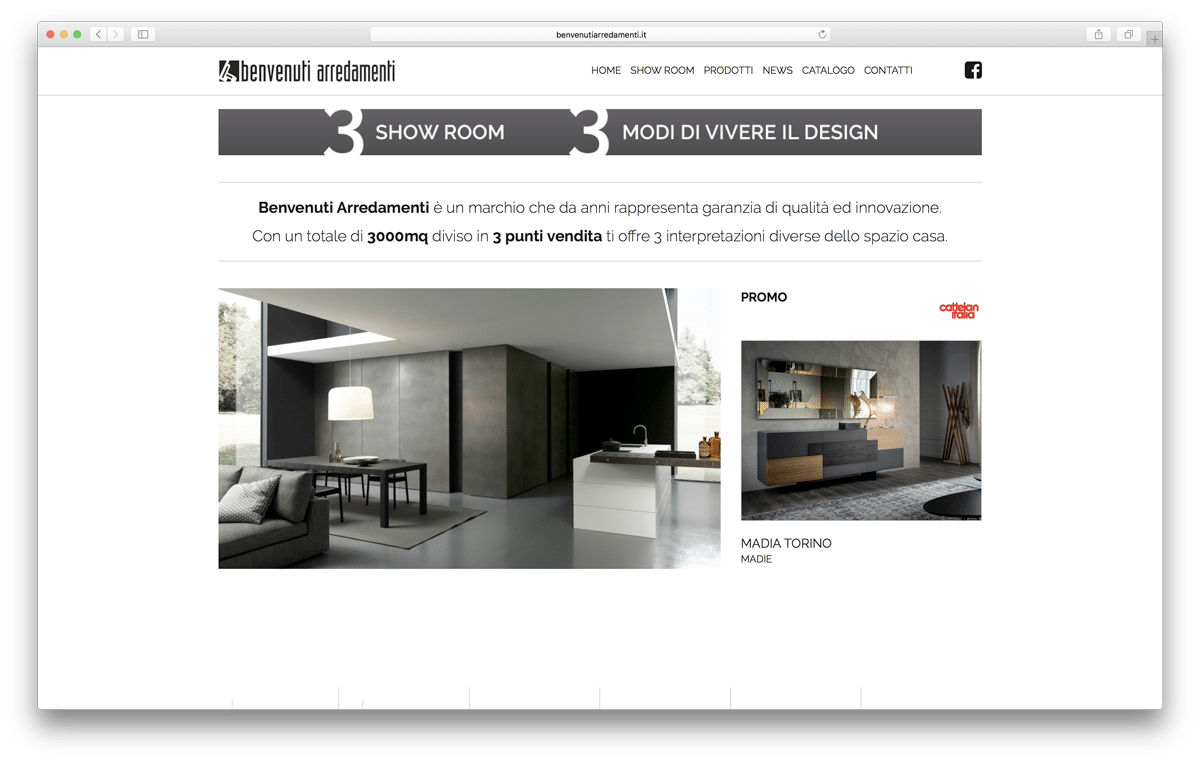 benvenutiarredamenti.it
benvenuti arredamenti
HOME SHOW ROOM PRODOTTI NEWS CATALOGO CONTATTI
3 SHOW ROOM 3 MODI DI VIVERE IL DESIGN
Benvenuti Arredamenti è un marchio che da anni rappresenta garanzia di qualità ed innovazione.
Con un totale di 3000mq diviso in 3 punti vendita ti offre 3 interpretazioni diverse dello spazio casa.
PROMO
cattelan
italia
MADIA TORINO
MADIE